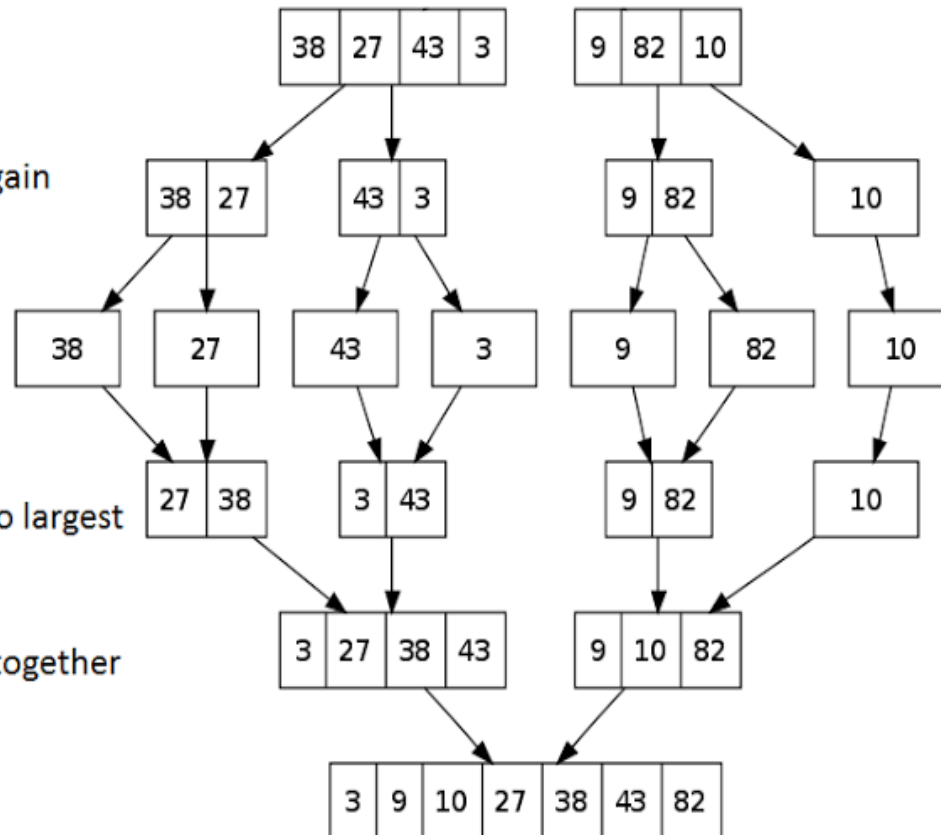 38 27 43 3 9 82 10
gain
38 27 43 3 9 82 10
38 27 43 3 9 82 10
27 38 3 43 9 82 10
o largest
3 27 38 43 9 10 82
together
3 9 10 27 38 43 82